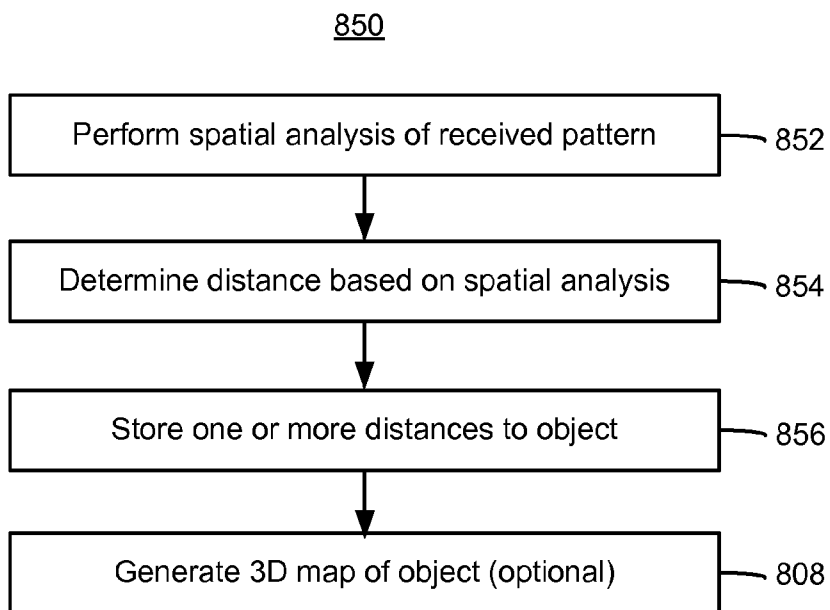 850
Perform spatial analysis of received pattern
852
Determine distance based on spatial analysis
854
Store one or more distances to object
856
Generate 3D map of object (optional)
808